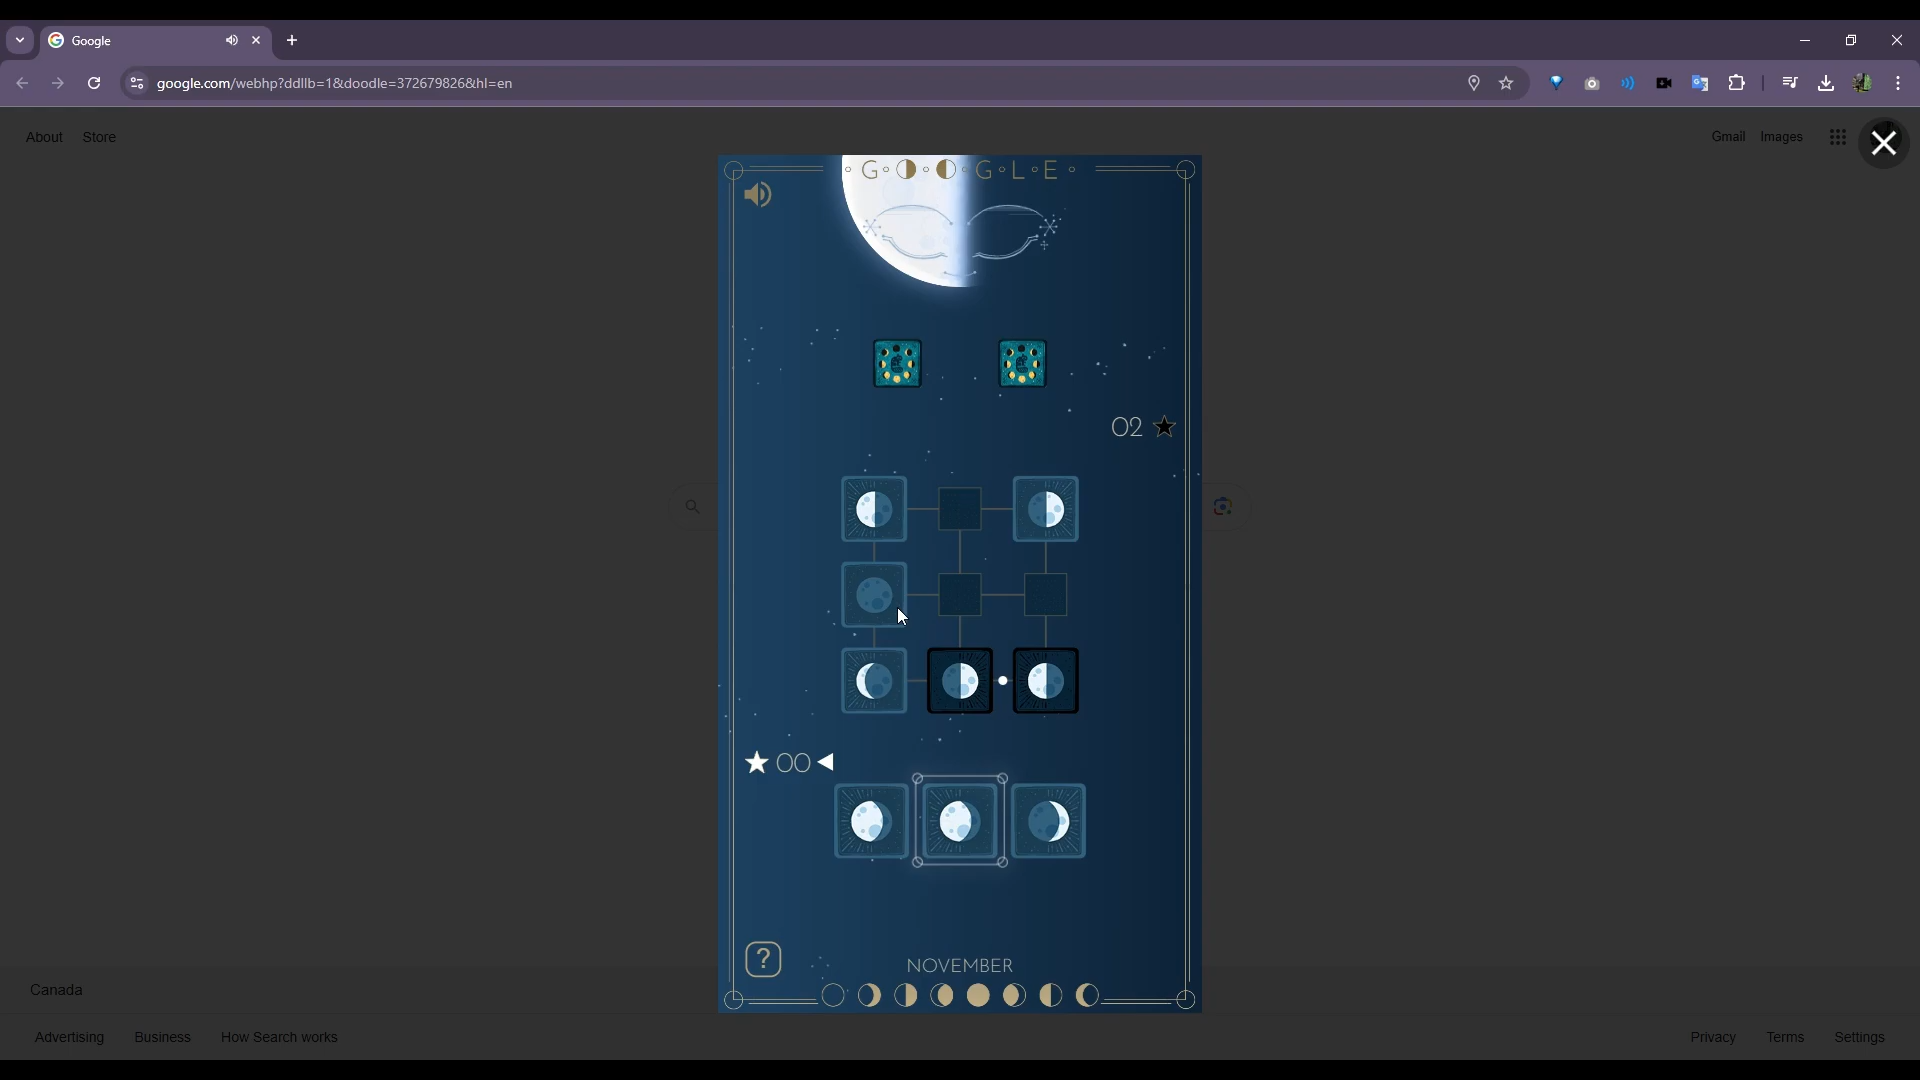 Google
google.com/webhp?ddllb=1&doodle=372679826&hl=en
About Store
Gmail Images
G L E
02
00
?
NOVEMBER
Canada
Advertising Business How Search works
Privacy Terms Settings